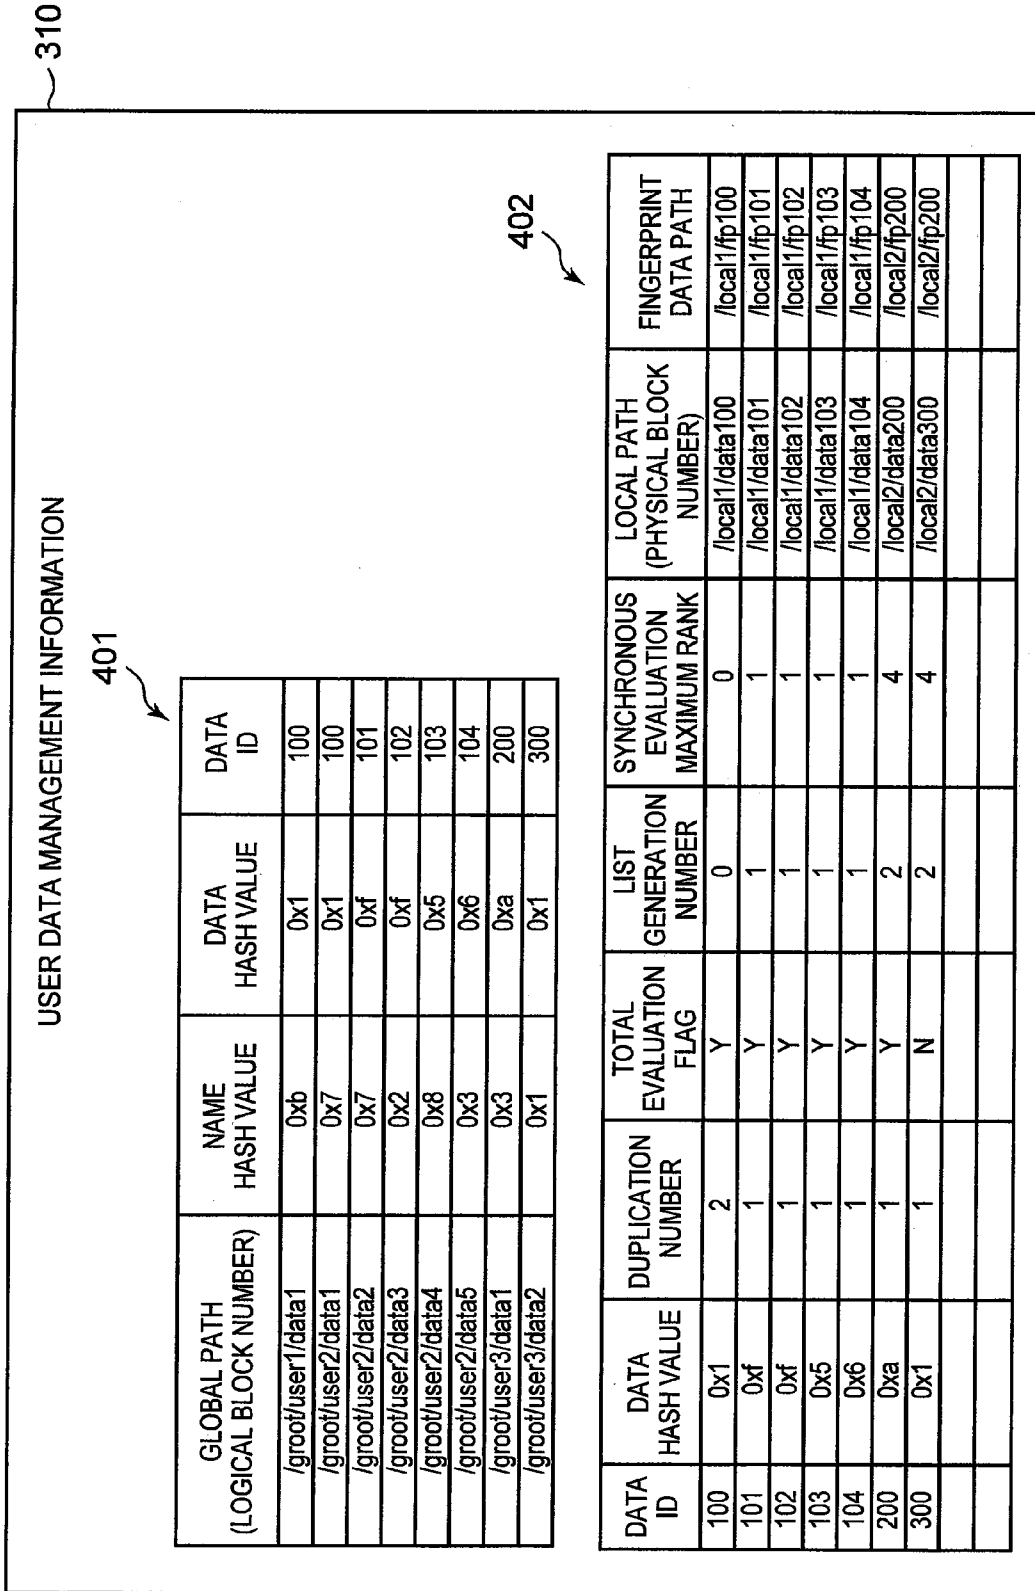 310
USER DATA MANAGEMENT INFORMATION
401
GLOBAL PATH (LOGICAL BLOCK NUMBER) NAME HASH VALUE DATA HASH VALUE DATA ID
/groot/user1/data1 0xb 0x1 100
/groot/user2/data1 0x7 0x1 100
/groot/user2/data2 0x7 0xf 101
/groot/user2/data3 0x2 0xf 102
/groot/user2/data4 0x8 0x5 103
/groot/user2/data5 0x3 0x6 104
/groot/user3/data1 0x3 0xa 200
/groot/user3/data2 0x1 0x1 300
402
DATA ID DATA HASH VALUE DUPLICATION NUMBER TOTAL EVALUATION FLAG LIST GENERATION NUMBER SYNCHRONOUS EVALUATION MAXIMUM RANK LOCAL PATH (PHYSICAL BLOCK NUMBER) FINGERPRINT DATA PATH
100 0x1 2 Y 0 0 /local1/data100 /local1/fp100
101 0xf 1 Y 1 1 /local1/data101 /local1/fp101
102 0xf 1 Y 1 1 /local1/data102 /local1/fp102
103 0x5 1 Y 1 1 /local1/data103 /local1/fp103
104 0x6 1 Y 1 1 /local1/data104 /local1/fp104
200 0xa 1 Y 2 4 /local2/data200 /local2/fp200
300 0x1 1 N 2 4 /local2/data300 /local2/fp200